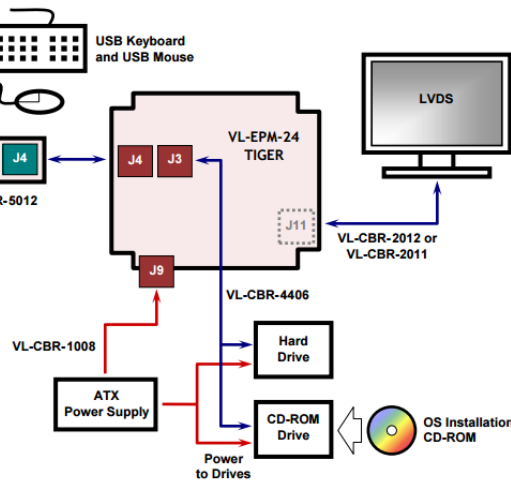 USB Keyboard
and USB Mouse
LVDS
VL-EPM-24
TIGER
J4
J4
J3
R-5012
J11
VL-CBR-2012 or
VL-CBR-2011
J9
VL-CBR-4406
VL-CBR-1008
Hard
Drive
ATX
Power Supply
CD-ROM
Drive
OS Installation
CD-ROM
Power
to Drives